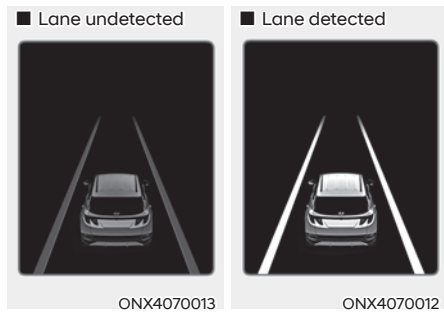 ■ Lane undetected
ONX4070013
■ Lane detected
ONX4070012